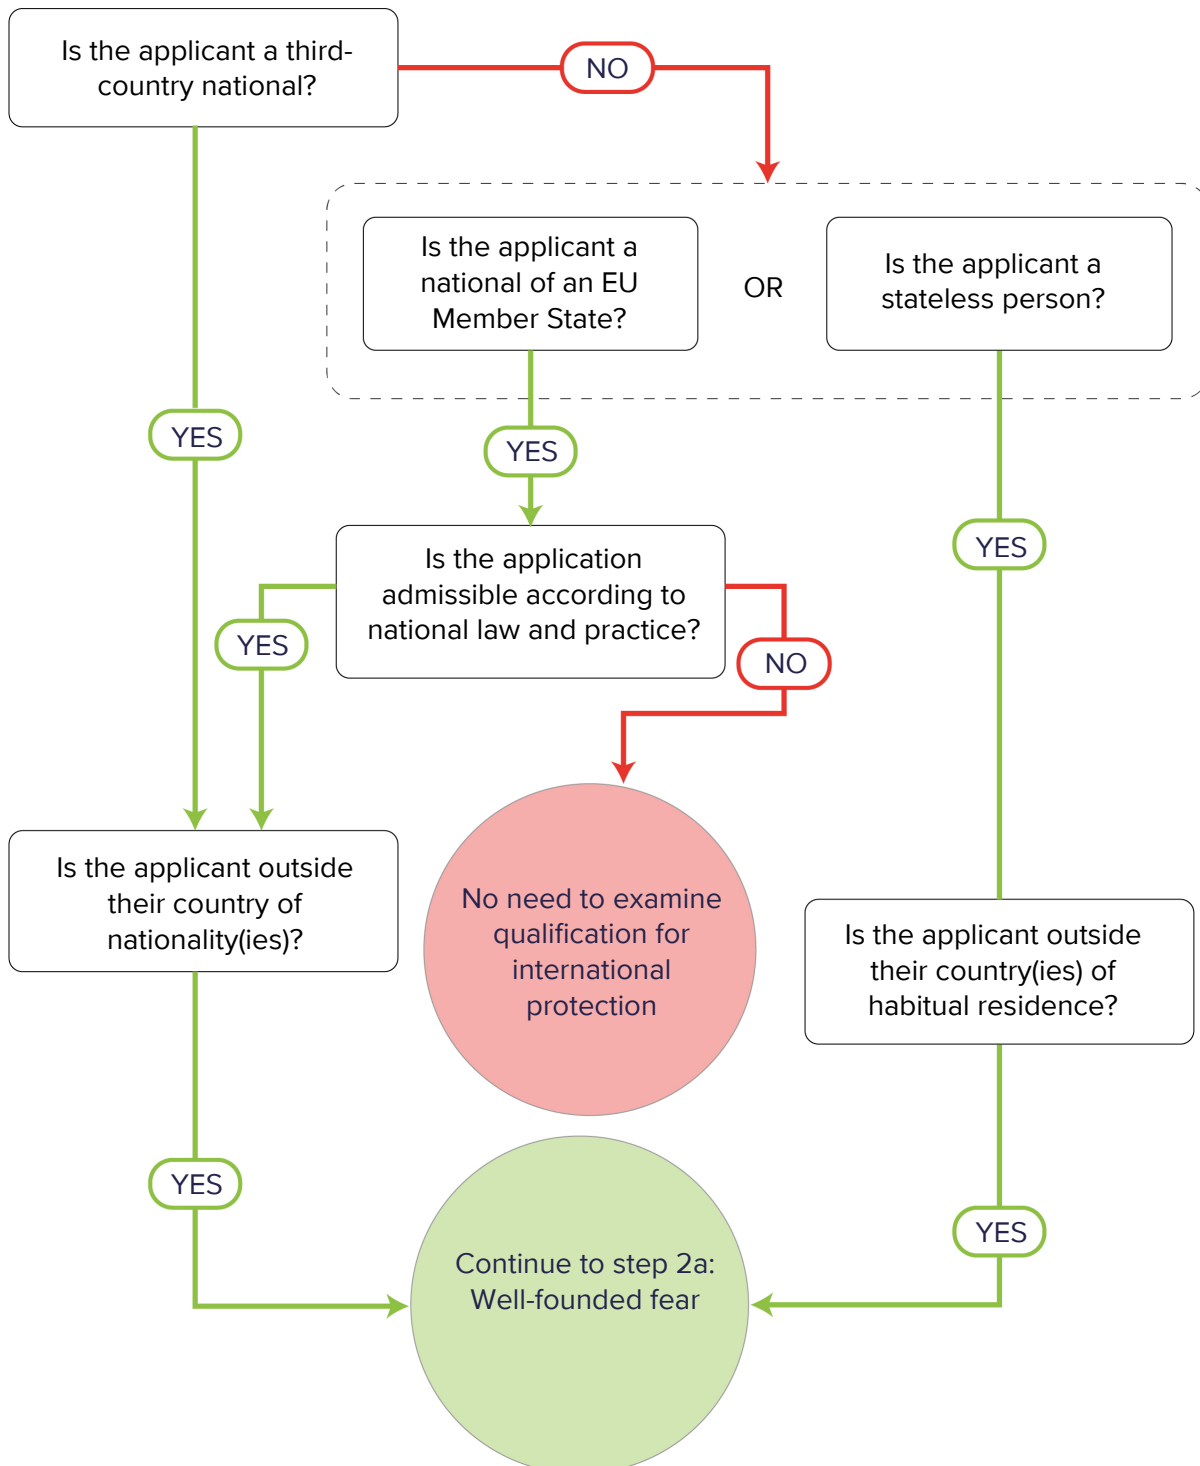 Is the applicant a third-
country national?
NO
Is the applicant a
national of an EU
Member State?
OR
Is the applicant a
stateless person?
YES
YES
YES
Is the application
admissible according to
national law and practice?
YES
NO
Is the applicant outside
their country of
nationality(ies)?
No need to examine
qualification for
international
protection
Is the applicant outside
their country(ies) of
habitual residence?
YES
YES
Continue to step 2a:
Well-founded fear